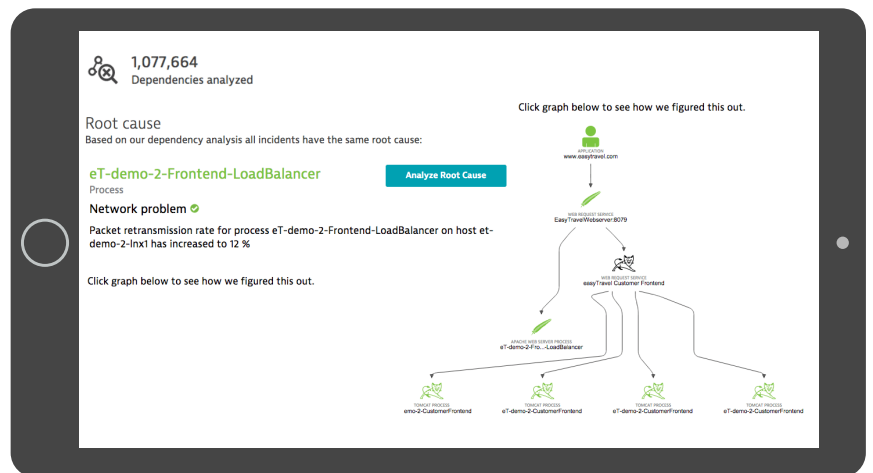 1,077,664
Dependencies analyzed
Click graph below to see how we figured this out.
Root cause
Based on our dependency analysis all incidents have the same root cause:
eT-demo-2-Frontend-LoadBalancer
Process
Analyze Root Cause
Network problem
Packet retransmission rate for process eT-demo-2-Frontend-LoadBalancer on host et-
demo-2-lnx1 has increased to 12 %
Click graph below to see how we figured this out.
APPLICATION
www.easytravel.com
WEB REQUEST SERVICE
EasyTravelWebserver:8079
WEB REQUEST SERVICE
easyTravel Customer Frontend
APACHE WEB SERVER PROCESS
eT-demo-2-Fro...-LoadBalancer
TOMCAT PROCESS
emo-2-CustomerFrontend
TOMCAT PROCESS
eT-demo-2-CustomerFrontend
TOMCAT PROCESS
eT-demo-2-CustomerFrontend
TOMCAT PROCESS
eT-demo-2-CustomerFrontend